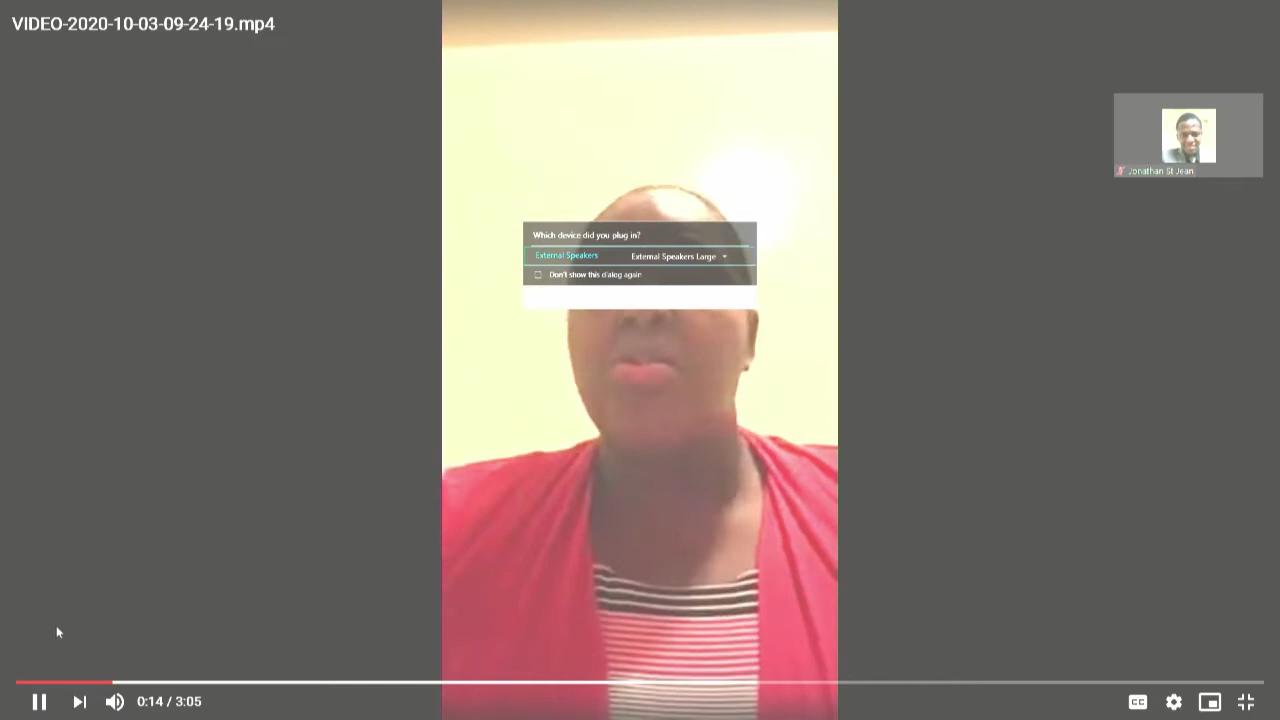 VIDEO-2020-10-03-09-24-19.mp4
Jonathan St Jean
Which device did you plug in?
External Speakers External Speakers Large
Don't show this dialog again
0:14 / 3:05
CC